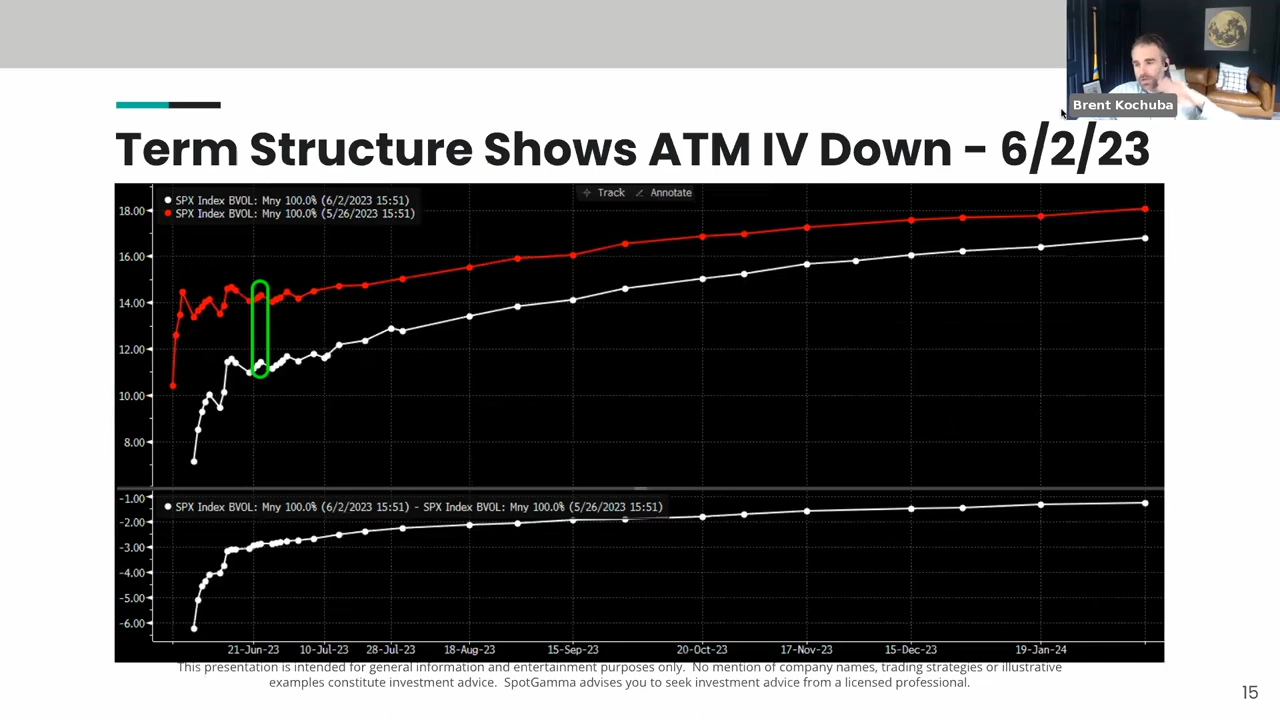 Brent Kochuba
Term Structure Shows ATM IV Down - 6/2/23
Track Annotate
SPX Index BVOL: Mny 100.0% (6/2/2023 15:51)
SPX Index BVOL: Mny 100.0% (5/26/2023 15:51)
18.00
16.00
14.00
12.00
10.00
8.00
SPX Index BVOL: Mny 100.0% (6/2/2023 15:51) - SPX Index BVOL: Mny 100.0% (5/26/2023 15:51)
-1.00
-2.00
-3.00
-4.00
-5.00
-6.00
21-Jun-23 10-Jul-23 28-Jul-23 18-Aug-23 15-Sep-23 20-Oct-23 17-Nov-23 15-Dec-23 19-Jan-24
This presentation is intended for general information and entertainment purposes only. No mention of company names, trading strategies or illustrative
examples constitute investment advice. SpotGamma advises you to seek investment advice from a licensed professional.
15